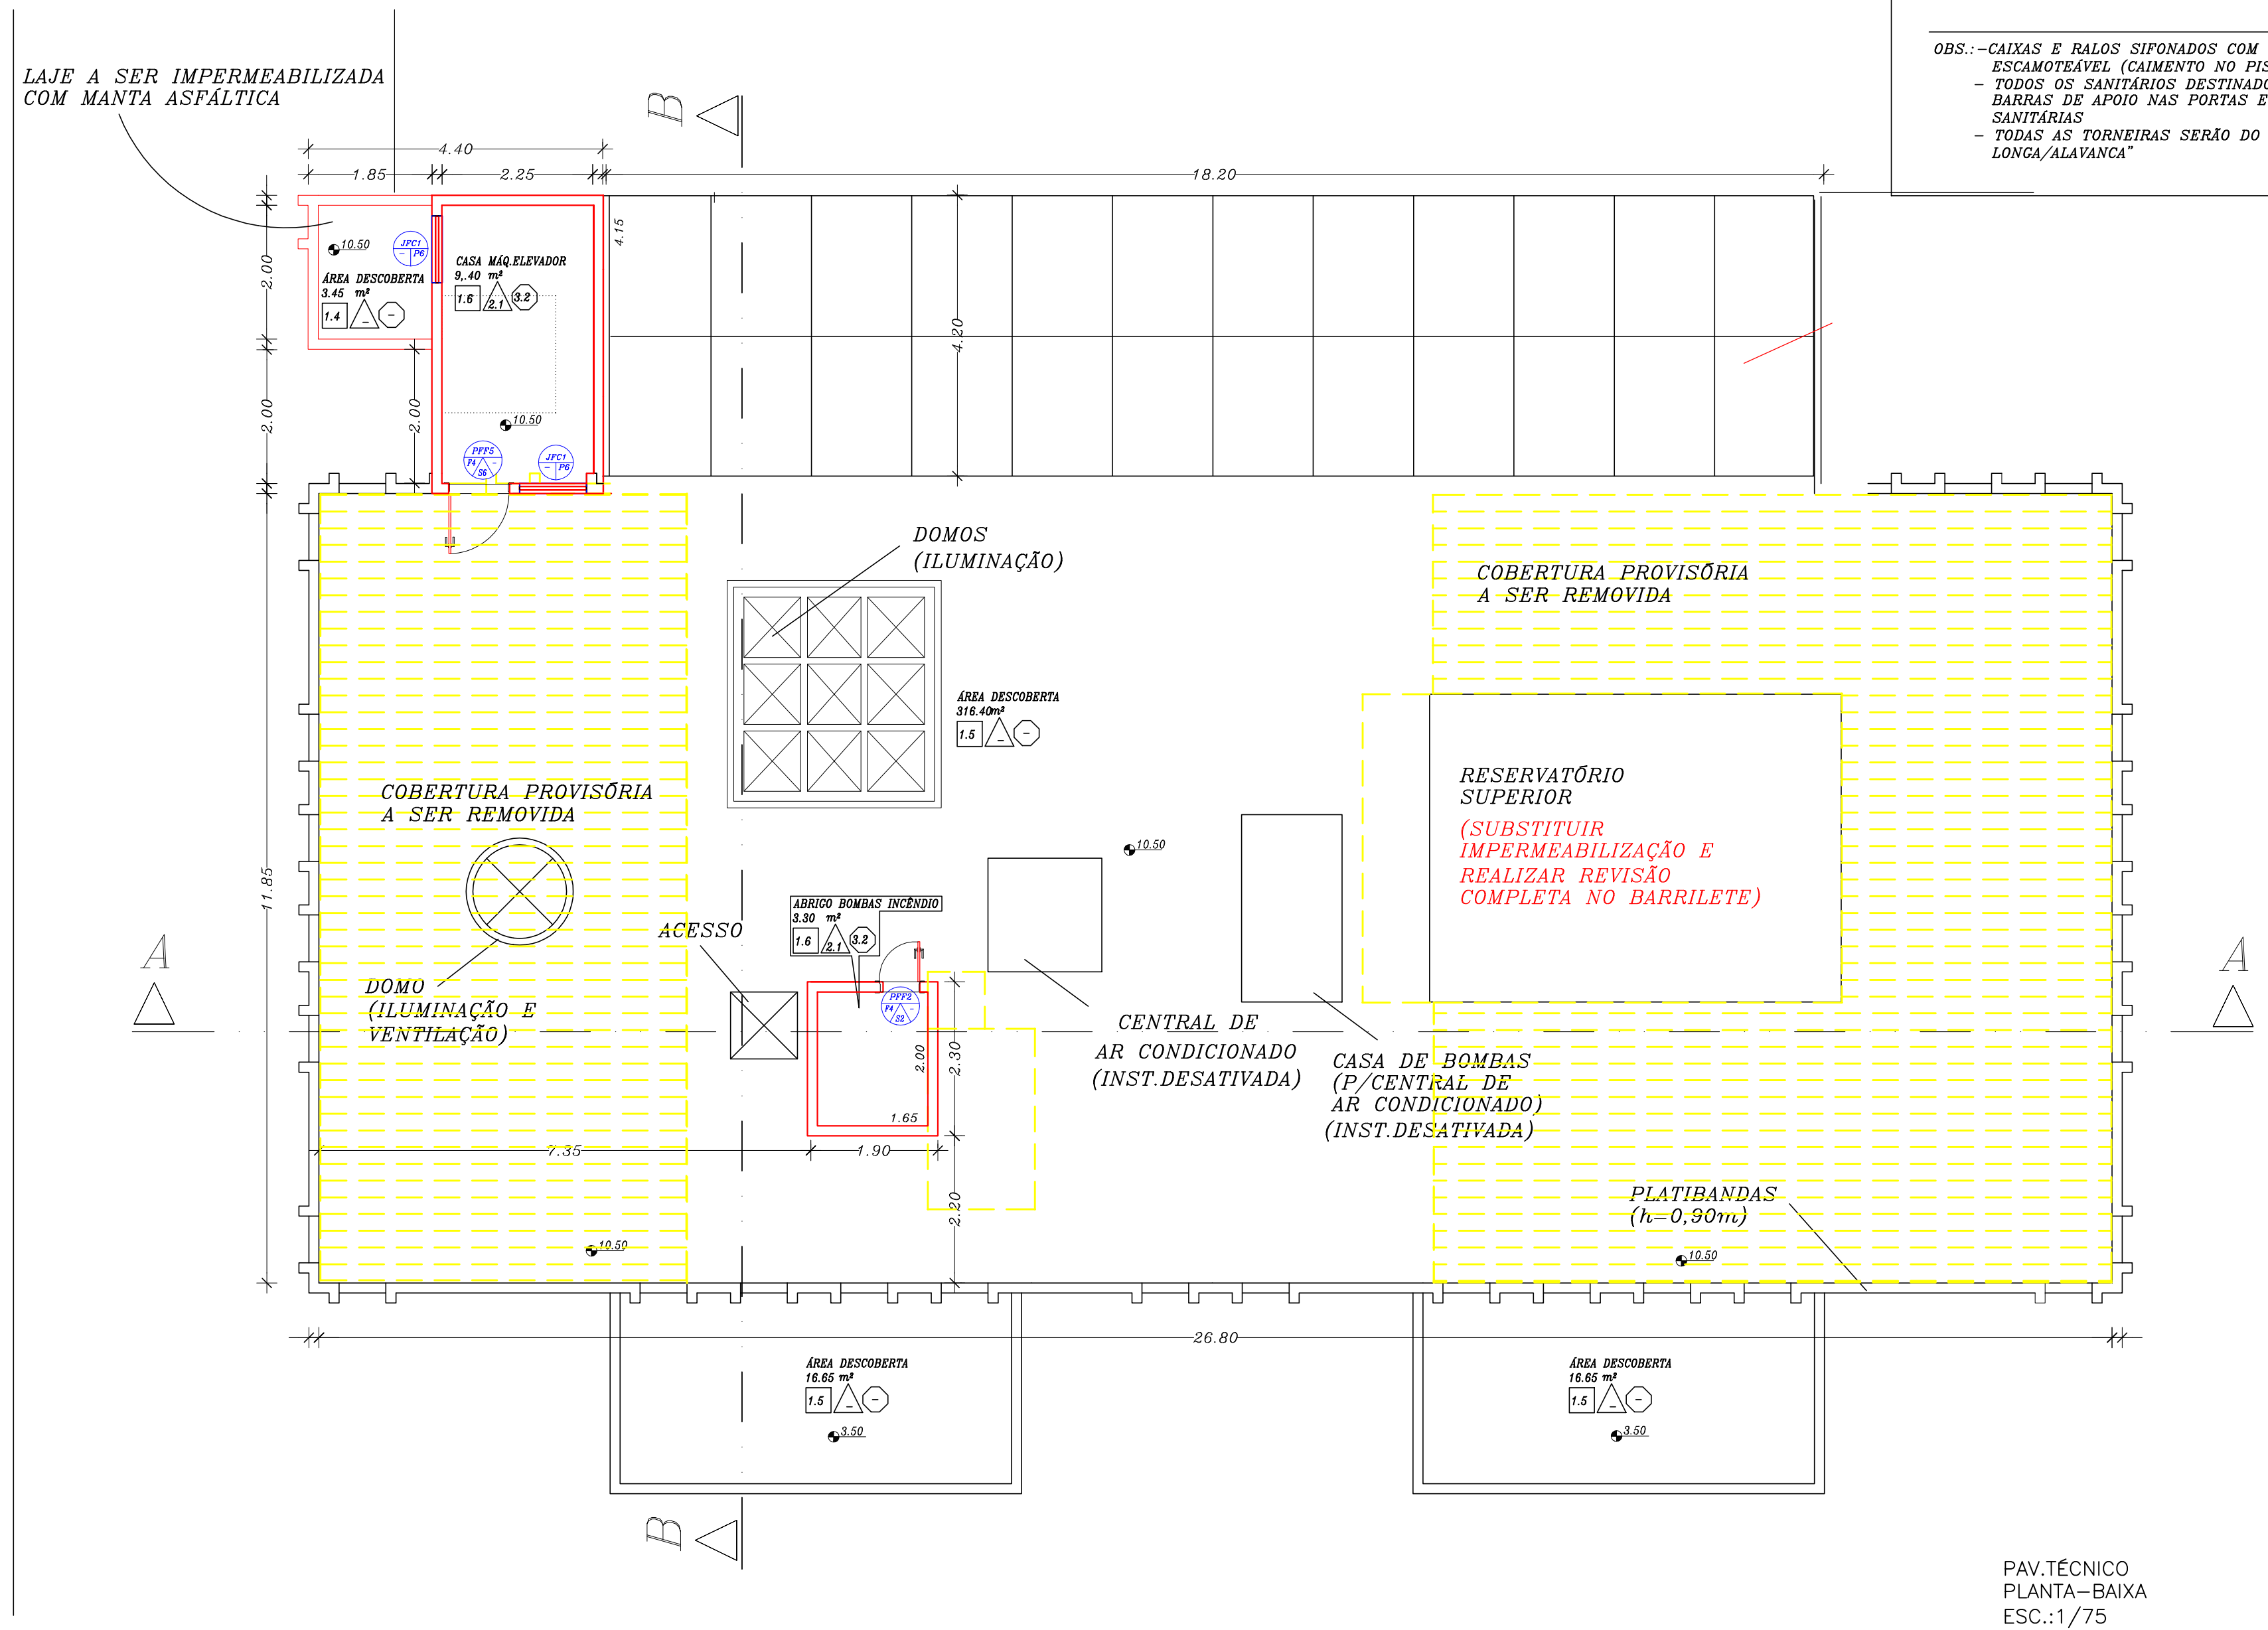 LAJE A SER IMPERMEABILIZADA
COM MANTA ASFÁLTICA
OBS.:-CAIXAS E RALOS SIFONADOS COM
ESCAMOTEÁVEL (CAIMENTO NO PIS
- TODOS OS SANITÁRIOS DESTINADO
BARRAS DE APOIO NAS PORTAS E
SANITÁRIAS
- TODAS AS TORNEIRAS SERÃO DO
LONGA/ALAVANCA"
B
4.40
1.85
2.25
18.20
4.15
4.20
2.00
2.00
2.00
10.50
JFC1
- P6
ÁREA DESCOBERTA
3.45 m²
1.4 - -
CASA MÁQ.ELEVADOR
9,.40 m²
1.6 2.1 3.2
10.50
PFF5
F4 -
S6
JFC1
- P6
DOMOS
(ILUMINAÇÃO)
COBERTURA PROVISÓRIA
A SER REMOVIDA
ÁREA DESCOBERTA
316.40m²
1.5 - -
RESERVATÓRIO
SUPERIOR
(SUBSTITUIR
IMPERMEABILIZAÇÃO E
REALIZAR REVISÃO
COMPLETA NO BARRILETE)
COBERTURA PROVISÓRIA
A SER REMOVIDA
11.85
10.50
ABRIGO BOMBAS INCÊNDIO
3.30 m²
1.6 2.1 3.2
ACESSO
A
A
DOMO
(ILUMINAÇÃO E
VENTILAÇÃO)
PFF2
F4 -
S2
2.00
2.30
1.65
CENTRAL DE
AR CONDICIONADO
(INST.DESATIVADA)
CASA DE BOMBAS
(P/CENTRAL DE
AR CONDICIONADO)
(INST.DESATIVADA)
7.35
1.90
2.20
PLATIBANDAS
(h=0,90m)
10.50
10.50
26.80
ÁREA DESCOBERTA
16.65 m²
1.5 - -
3.50
ÁREA DESCOBERTA
16.65 m²
1.5 - -
3.50
B
PAV.TÉCNICO
PLANTA-BAIXA
ESC.:1/75